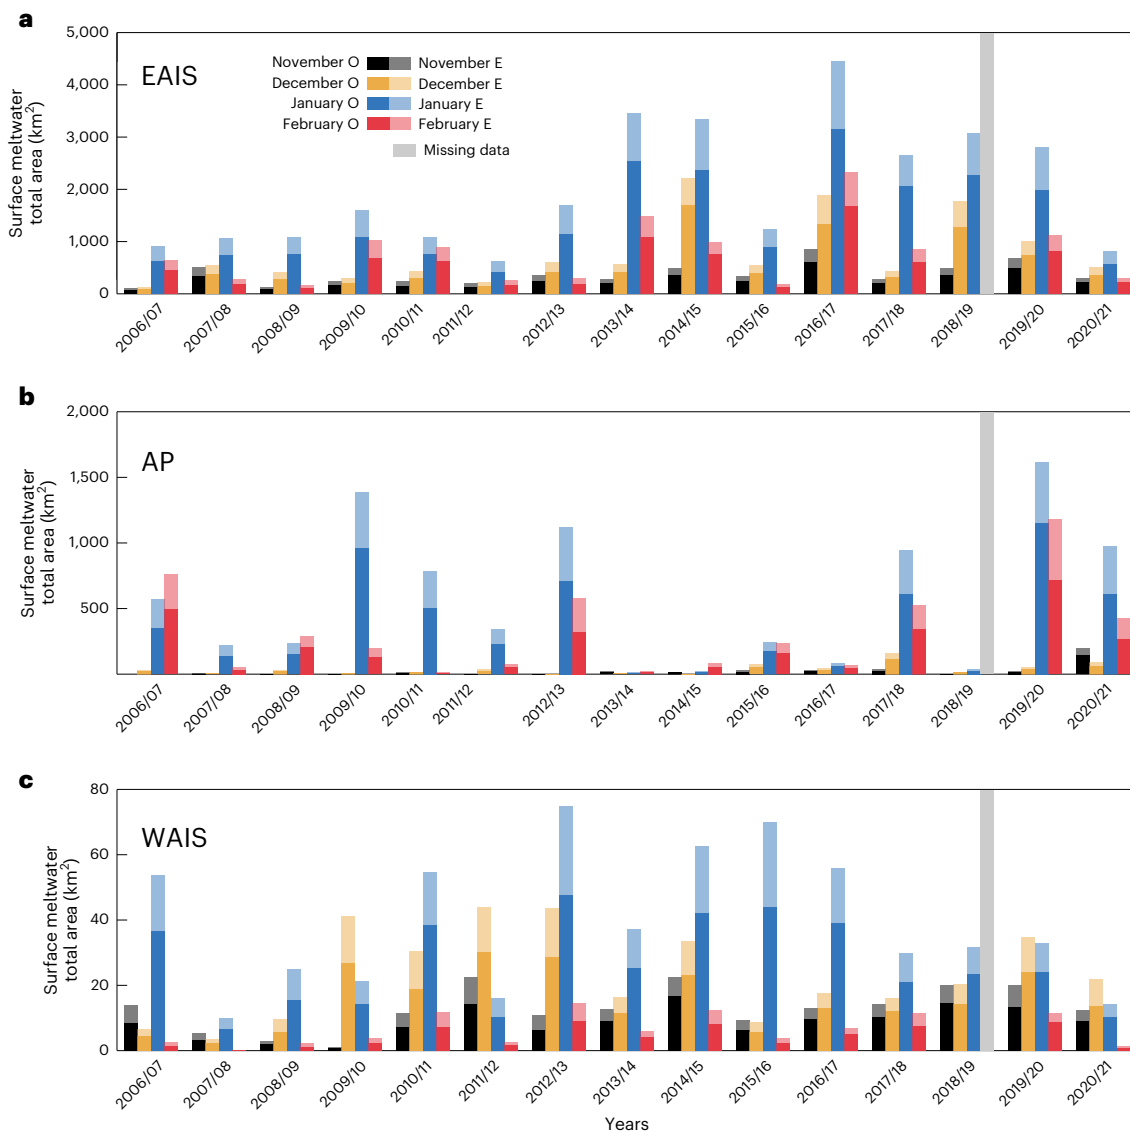 a
5,000
4,000
3,000
2,000
1,000
0
Surface meltwater
total area (km²)
EAIS
November O November E
December O December E
January O January E
February O February E
Missing data
2006/07 2007/08 2008/09 2009/10 2010/11 2011/12 2012/13 2013/14 2014/15 2015/16 2016/17 2017/18 2018/19 2019/20 2020/21
b
2,000
1,500
1,000
500
Surface meltwater
total area (km²)
AP
2006/07 2007/08 2008/09 2009/10 2010/11 2011/12 2012/13 2013/14 2014/15 2015/16 2016/17 2017/18 2018/19 2019/20 2020/21
c
80
60
40
20
0
Surface meltwater
total area (km²)
WAIS
2006/07 2007/08 2008/09 2009/10 2010/11 2011/12 2012/13 2013/14 2014/15 2015/16 2016/17 2017/18 2018/19 2019/20 2020/21
Years